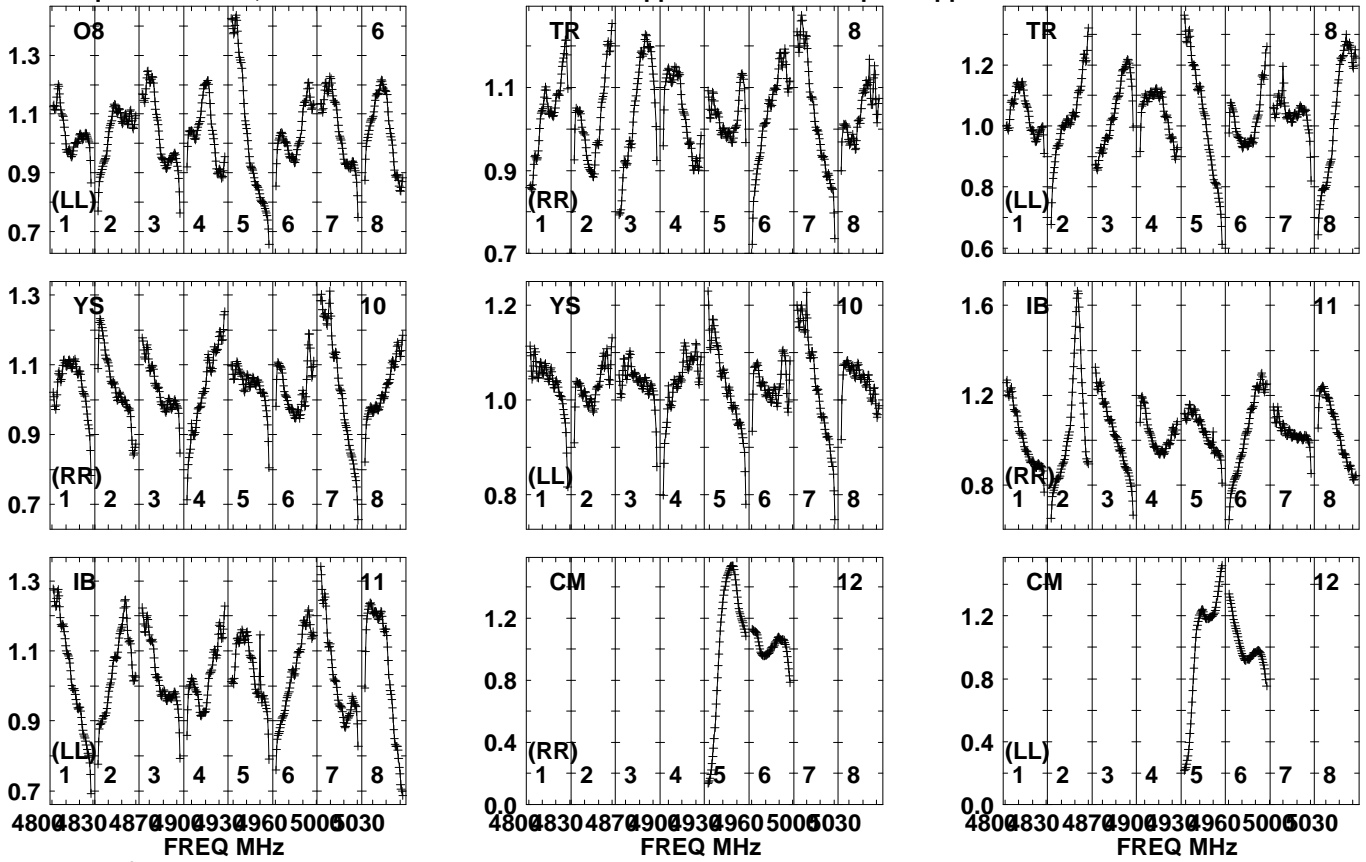 O8 6
1.3
1.1
0.9
0.7
(LL)
1 2 3 4 5 6 7 8
TR 8
1.1
0.9
0.7
(RR)
1 2 3 4 5 6 7 8
TR 8
1.2
1.0
0.8
0.6
(LL)
1 2 3 4 5 6 7 8
YS 10
1.3
1.1
0.9
0.7
(RR)
1 2 3 4 5 6 7 8
YS 10
1.2
1.0
0.8
(LL)
1 2 3 4 5 6 7 8
IB 11
1.6
1.2
0.8
(RR)
1 2 3 4 5 6 7 8
IB 11
1.3
1.1
0.9
0.7
(LL)
1 2 3 4 5 6 7 8
4800 4830 4870 4900 4930 4960 5000 5030
FREQ MHz
CM 12
1.2
0.8
0.4
0.0
(RR)
1 2 3 4 5 6 7 8
4800 4830 4870 4900 4930 4960 5000 5030
FREQ MHz
CM 12
1.2
0.8
0.4
0.0
(LL)
1 2 3 4 5 6 7 8
4800 4830 4870 4900 4930 4960 5000 5030
FREQ MHz